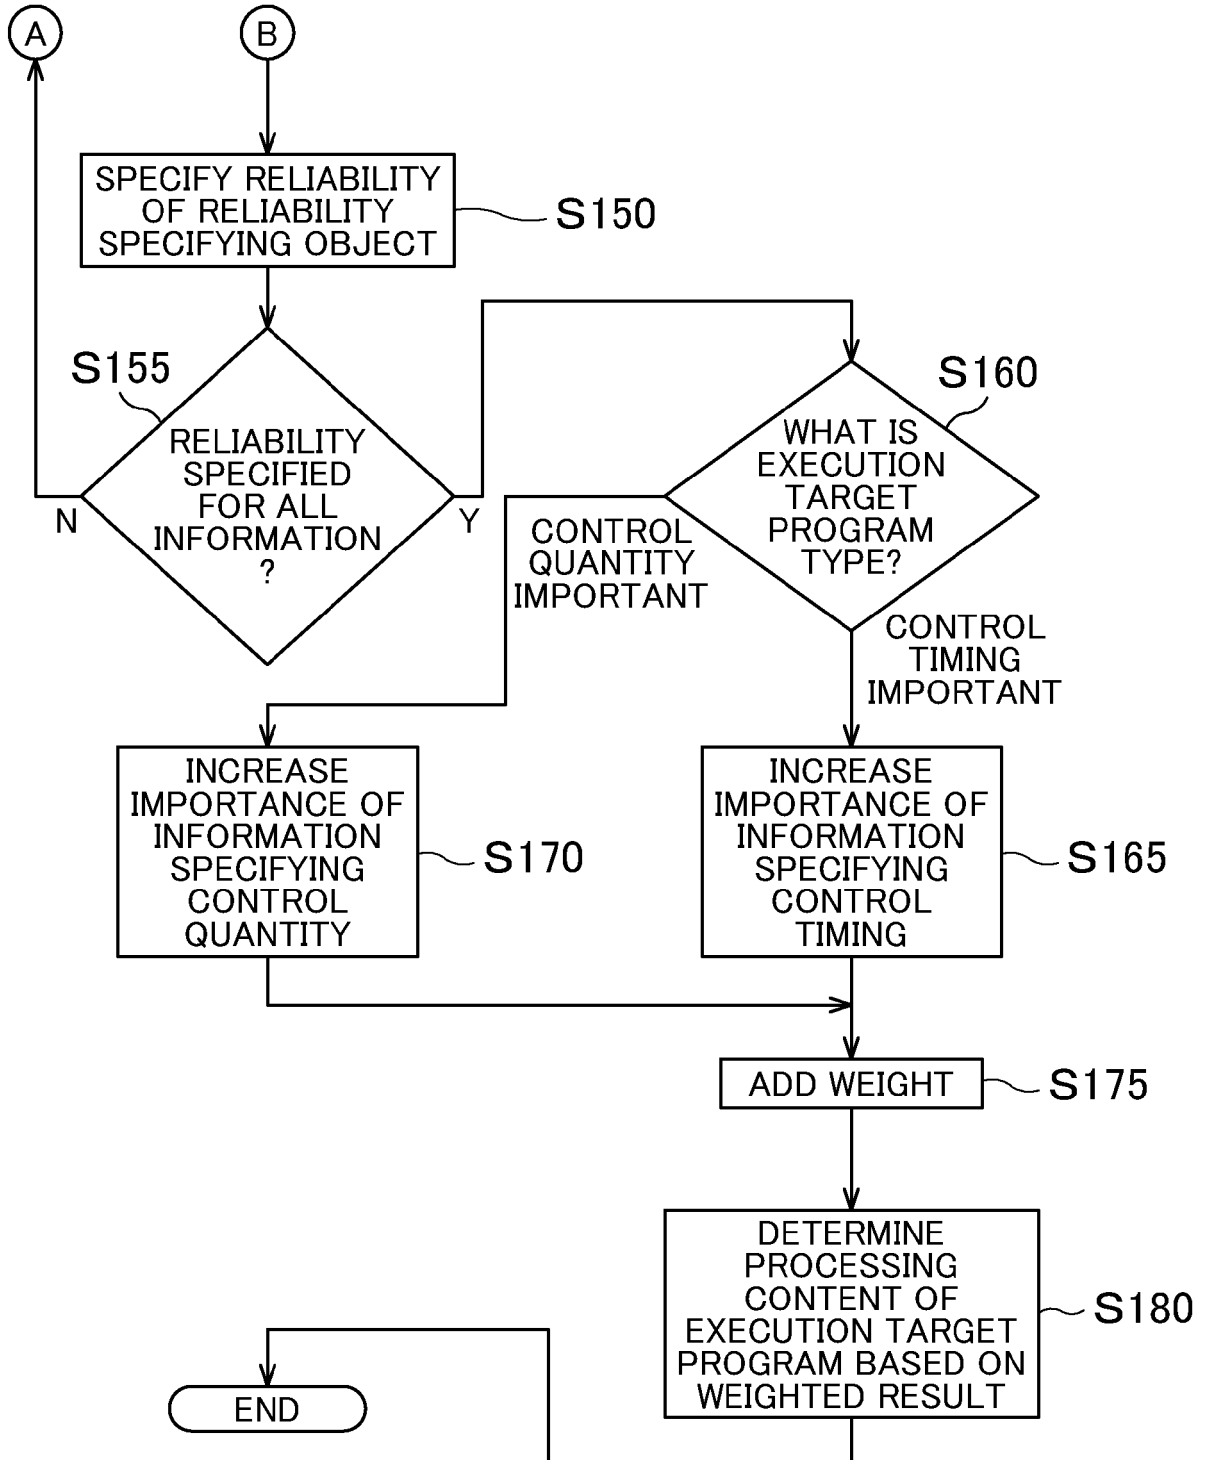 A
B
SPECIFY RELIABILITY
OF RELIABILITY
SPECIFYING OBJECT
S150
S155
RELIABILITY
SPECIFIED
FOR ALL
INFORMATION
?
N
Y
S160
WHAT IS
EXECUTION
TARGET
PROGRAM
TYPE?
CONTROL
QUANTITY
IMPORTANT
CONTROL
TIMING
IMPORTANT
INCREASE
IMPORTANCE OF
INFORMATION
SPECIFYING
CONTROL
QUANTITY
S170
INCREASE
IMPORTANCE OF
INFORMATION
SPECIFYING
CONTROL
TIMING
S165
ADD WEIGHT
S175
DETERMINE
PROCESSING
CONTENT OF
EXECUTION TARGET
PROGRAM BASED ON
WEIGHTED RESULT
S180
END